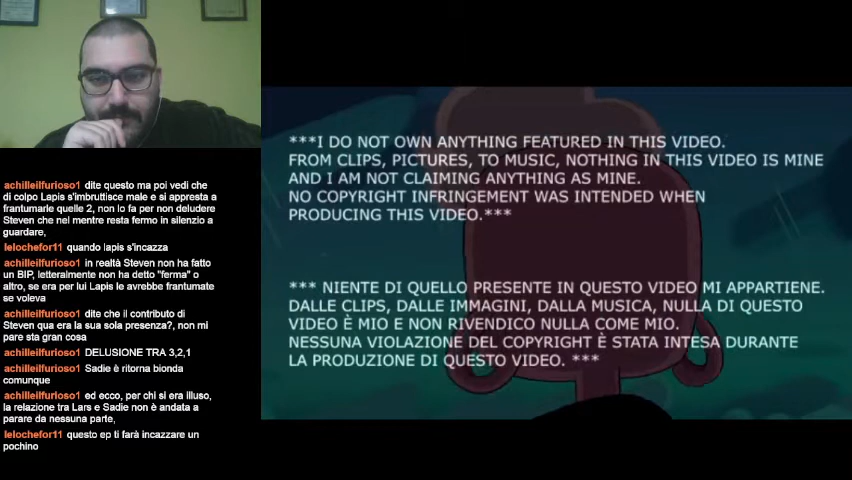 achilleilfurioso1 dite questo ma poi vedi che
di colpo Lapis s'imbruttisce male e si appresta a
frantumarle quelle 2, non lo fa per non deludere
Steven che nel mentre resta fermo in silenzio a
guardare,
lelochefor11 quando lapis s'incazza
achilleilfurioso1 in realtà Steven non ha fatto
un BIP, letteralmente non ha detto "ferma" o
altro, se era per lui Lapis le avrebbe frantumate
se voleva
achilleilfurioso1 dite che il contributo di
Steven qua era la sua sola presenza?, non mi
pare sta gran cosa
achilleilfurioso1 DELUSIONE TRA 3,2,1
achilleilfurioso1 Sadie è ritorna bionda
comunque
achilleilfurioso1 ed ecco, per chi si era illuso,
la relazione tra Lars e Sadie non è andata a
parare da nessuna parte,
lelochefor11 questo ep ti farà incazzare un
pochino
***I DO NOT OWN ANYTHING FEATURED IN THIS VIDEO.
FROM CLIPS, PICTURES, TO MUSIC, NOTHING IN THIS VIDEO IS MINE
AND I AM NOT CLAIMING ANYTHING AS MINE.
NO COPYRIGHT INFRINGEMENT WAS INTENDED WHEN
PRODUCING THIS VIDEO.***
*** NIENTE DI QUELLO PRESENTE IN QUESTO VIDEO MI APPARTIENE.
DALLE CLIPS, DALLE IMMAGINI, DALLA MUSICA, NULLA DI QUESTO
VIDEO È MIO E NON RIVENDICO NULLA COME MIO.
NESSUNA VIOLAZIONE DEL COPYRIGHT È STATA INTESA DURANTE
LA PRODUZIONE DI QUESTO VIDEO. ***